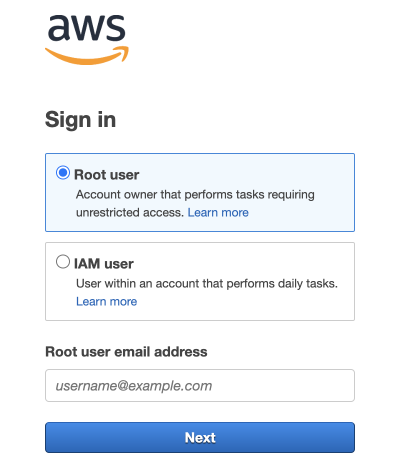 aws
Sign in
Root user
Account owner that performs tasks requiring
unrestricted access. Learn more
IAM user
User within an account that performs daily tasks.
Learn more
Root user email address
username@example.com
Next